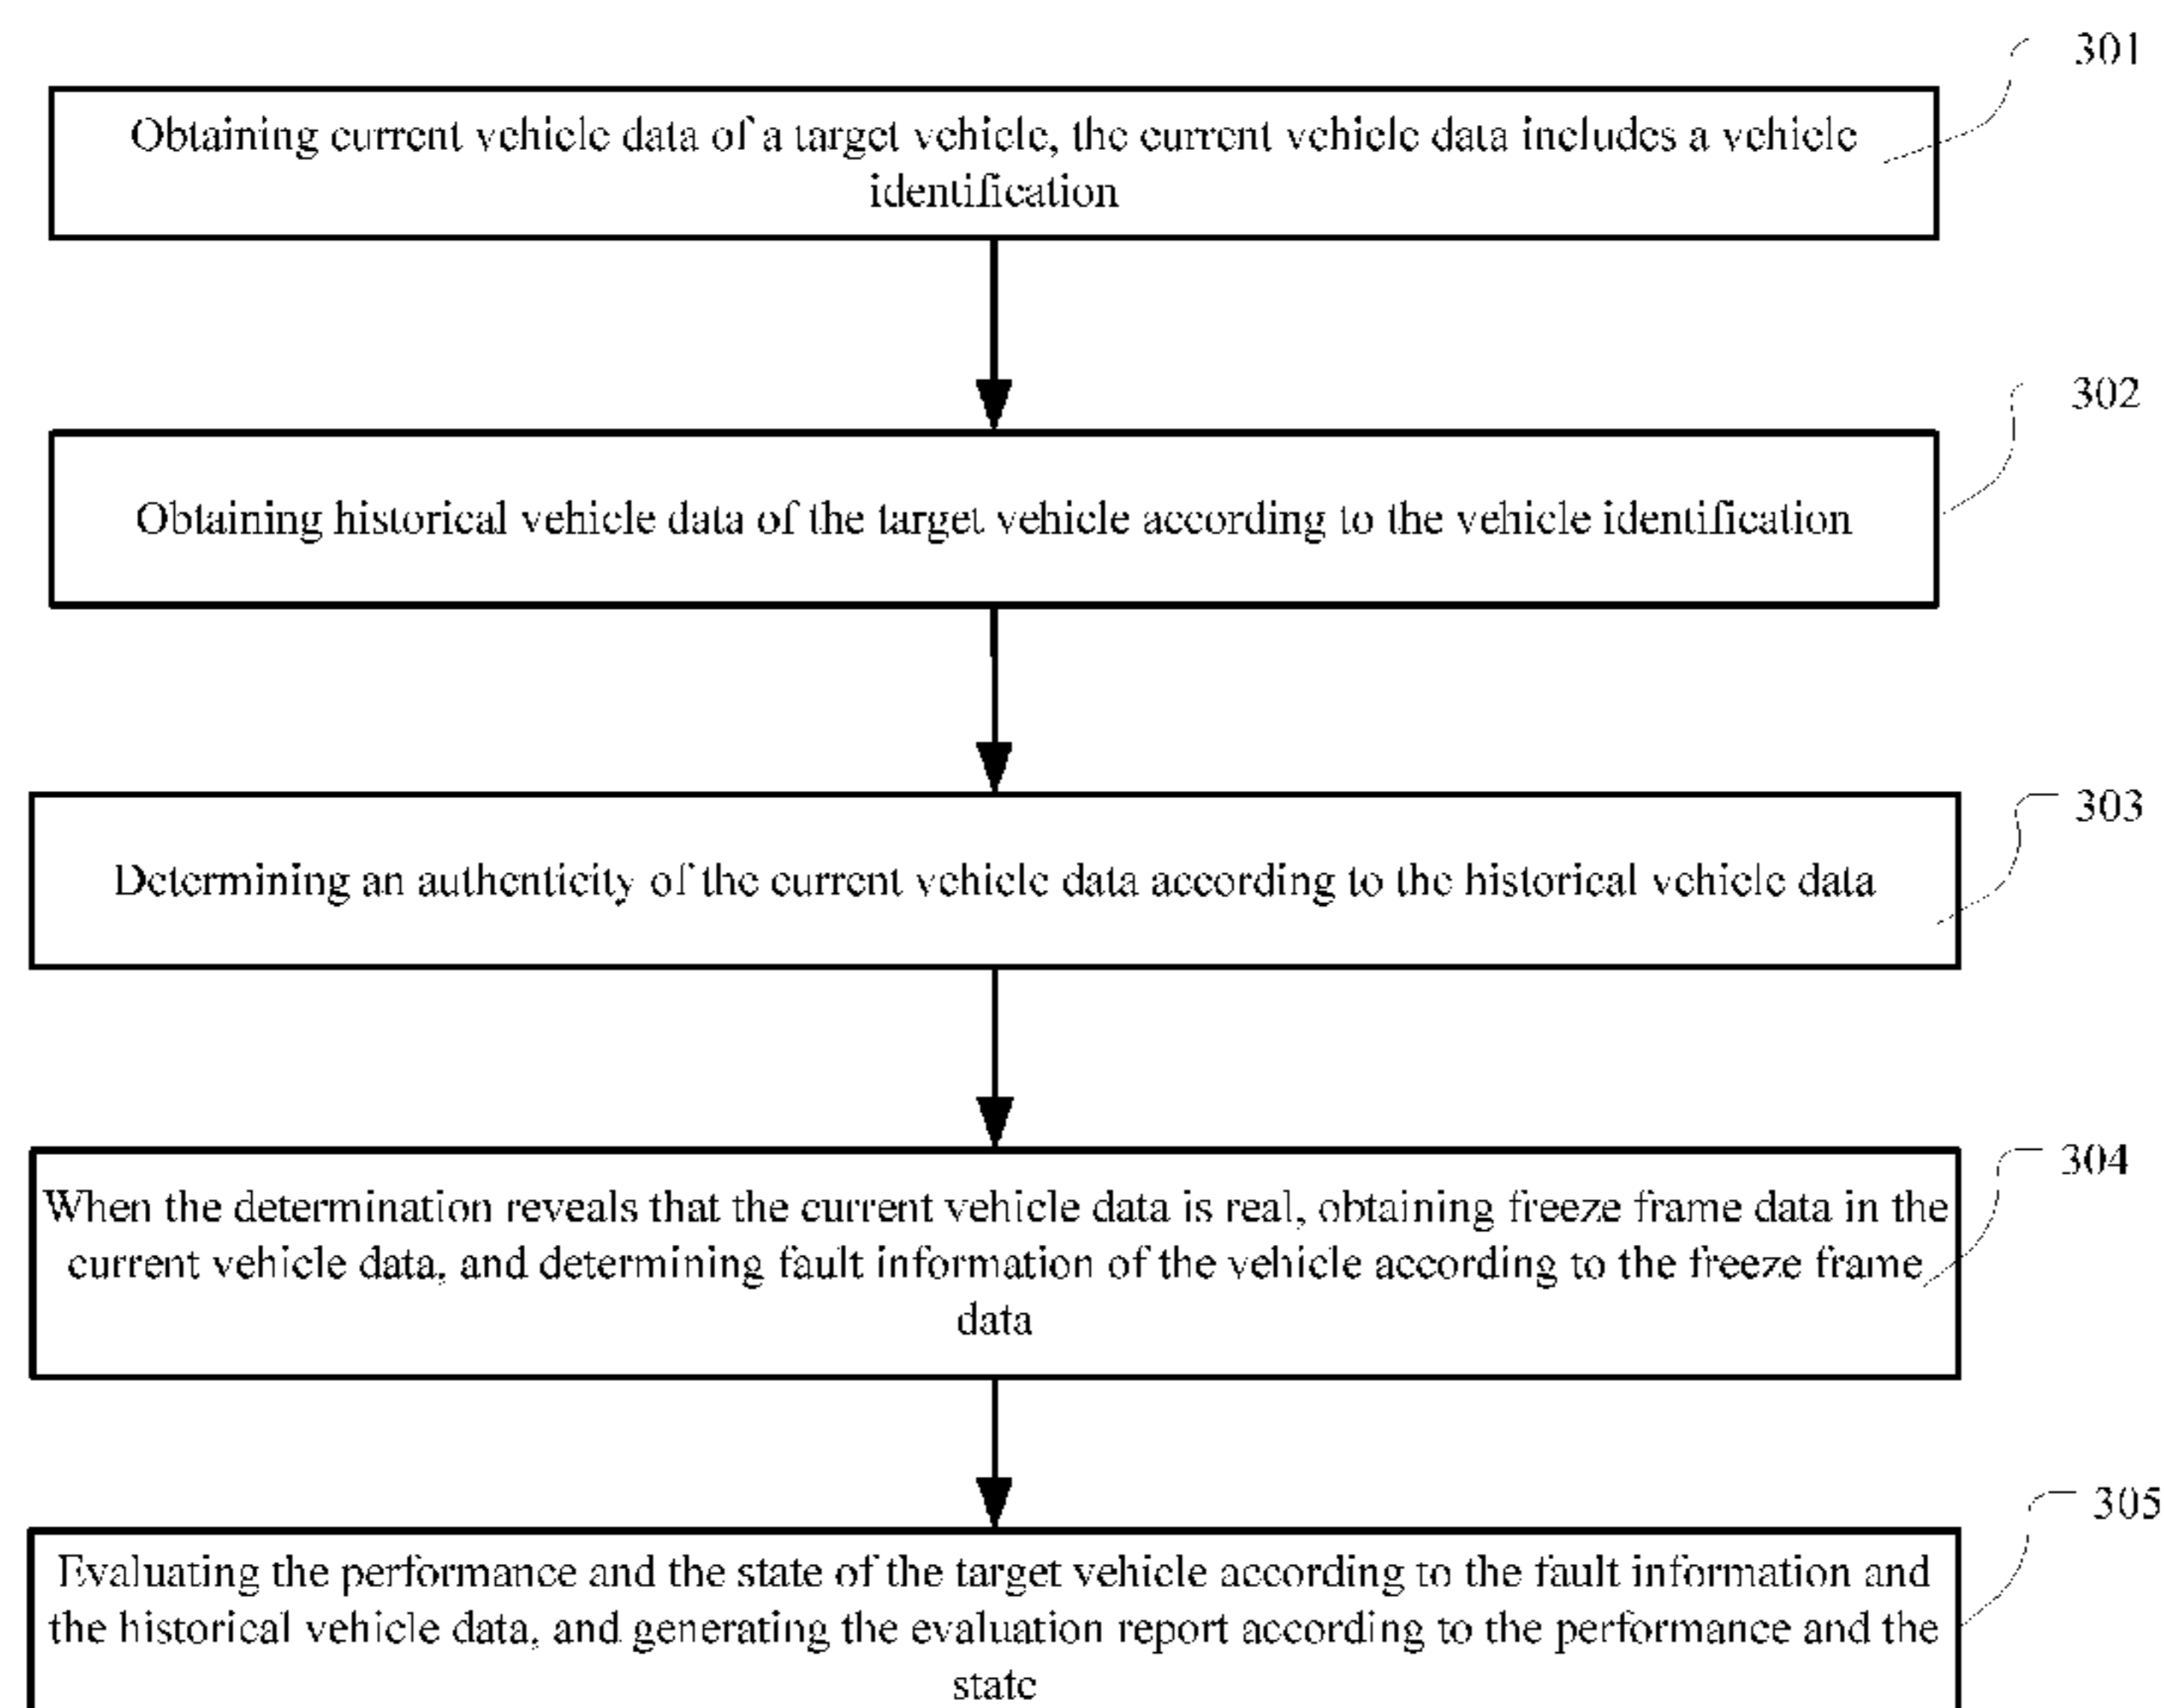 301
Obtaining current vehicle data of a target vehicle, the current vehicle data includes a vehicle
identification
302
Obtaining historical vehicle data of the target vehicle according to the vehicle identification
303
Determining an authenticity of the current vehicle data according to the historical vehicle data
304
When the determination reveals that the current vehicle data is real, obtaining freeze frame data in the
current vehicle data, and determining fault information of the vehicle according to the freeze frame
data
305
Evaluating the performance and the state of the target vehicle according to the fault information and
the historical vehicle data, and generating the evaluation report according to the performance and the
state